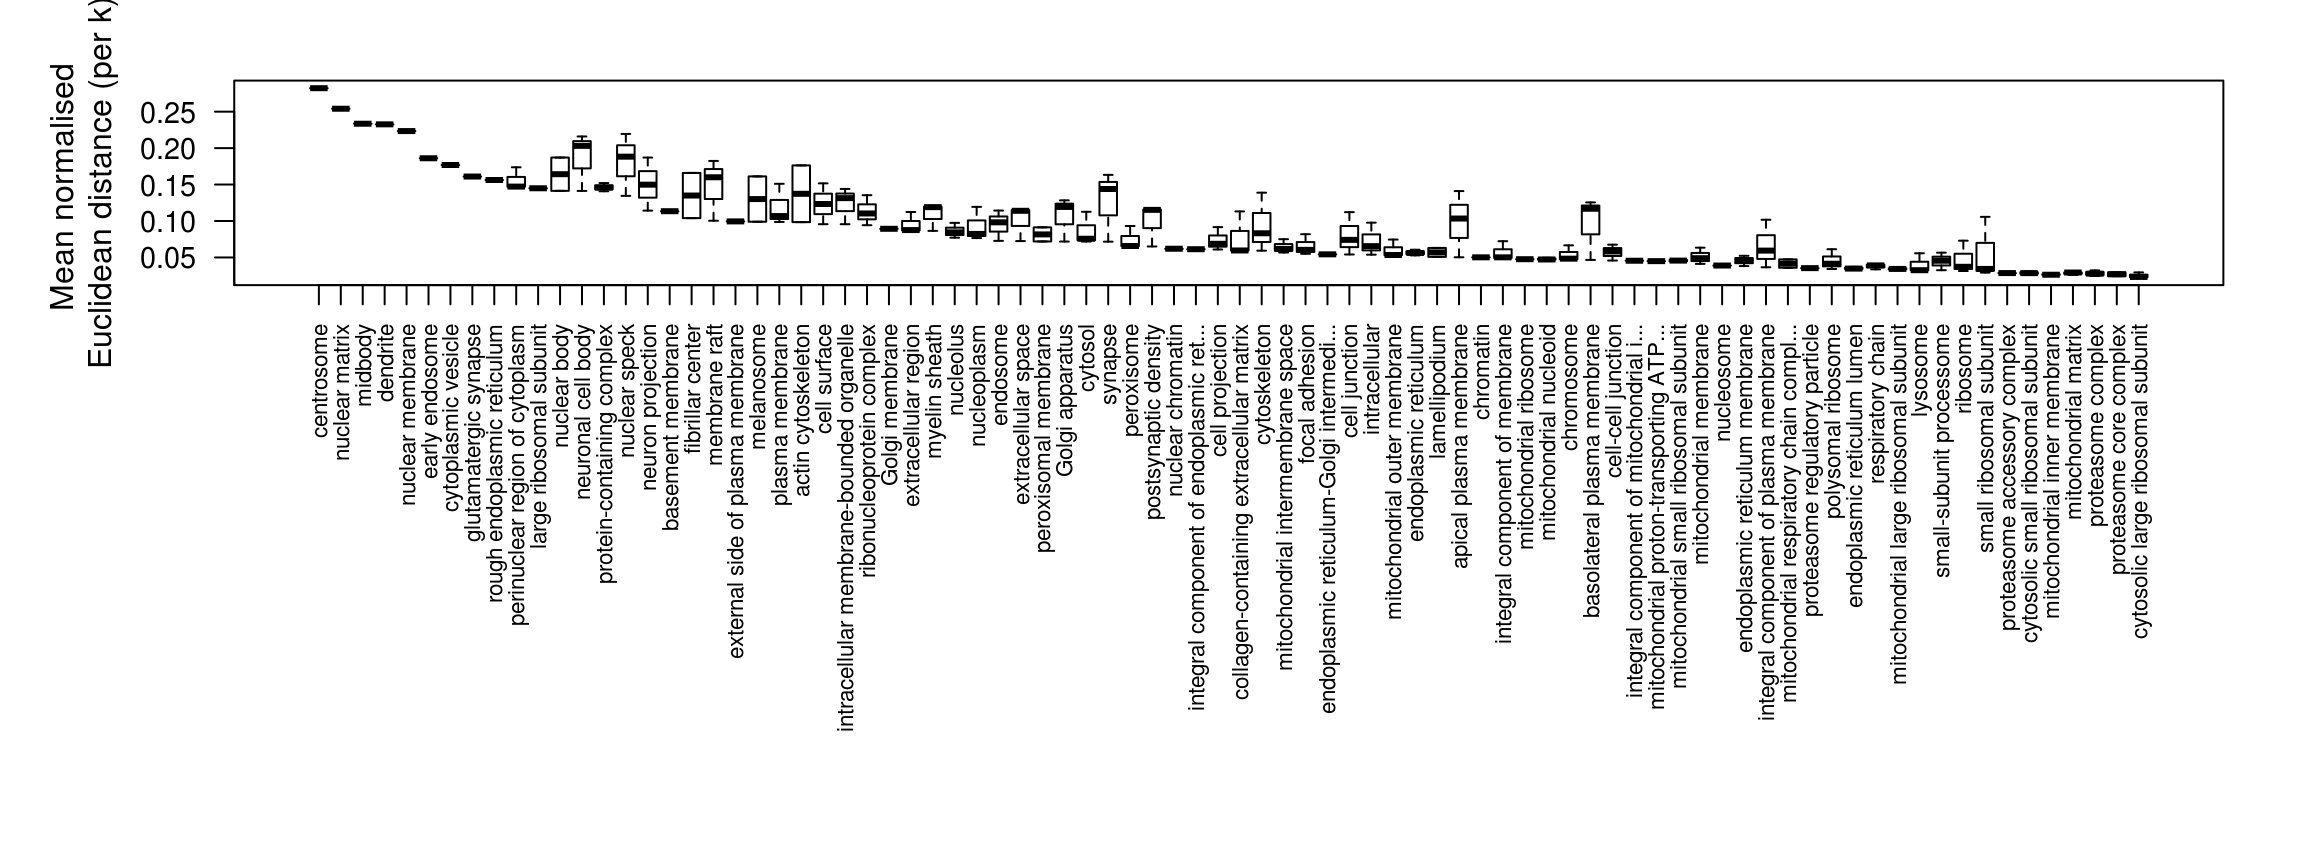 Mean normalised
Euclidean distance (per k)
0.25
0.20
0.15
0.10
0.05
centrosome
nuclear matrix
midbody
dendrite
nuclear membrane
early endosome
cytoplasmic vesicle
glutamatergic synapse
rough endoplasmic reticulum
perinuclear region of cytoplasm
large ribosomal subunit
nuclear body
neuronal cell body
protein-containing complex
nuclear speck
neuron projection
basement membrane
fibrillar center
membrane raft
external side of plasma membrane
melanosome
plasma membrane
actin cytoskeleton
cell surface
intracellular membrane-bounded organelle
ribonucleoprotein complex
Golgi membrane
extracellular region
myelin sheath
nucleolus
nucleoplasm
endosome
extracellular space
peroxisomal membrane
Golgi apparatus
cytosol
synapse
peroxisome
postsynaptic density
nuclear chromatin
integral component of endoplasmic ret...
cell projection
collagen-containing extracellular matrix
cytoskeleton
mitochondrial intermembrane space
focal adhesion
endoplasmic reticulum-Golgi intermedi...
cell junction
intracellular
mitochondrial outer membrane
endoplasmic reticulum
lamellipodium
apical plasma membrane
chromatin
integral component of membrane
mitochondrial ribosome
mitochondrial nucleoid
chromosome
basolateral plasma membrane
cell-cell junction
integral component of mitochondrial i...
mitochondrial proton-transporting ATP...
mitochondrial small ribosomal subunit
mitochondrial membrane
nucleosome
endoplasmic reticulum membrane
integral component of plasma membrane
mitochondrial respiratory chain compl...
proteasome regulatory particle
polysomal ribosome
endoplasmic reticulum lumen
respiratory chain
mitochondrial large ribosomal subunit
lysosome
small-subunit processome
ribosome
small ribosomal subunit
proteasome accessory complex
cytosolic small ribosomal subunit
mitochondrial inner membrane
mitochondrial matrix
proteasome complex
proteasome core complex
cytosolic large ribosomal subunit